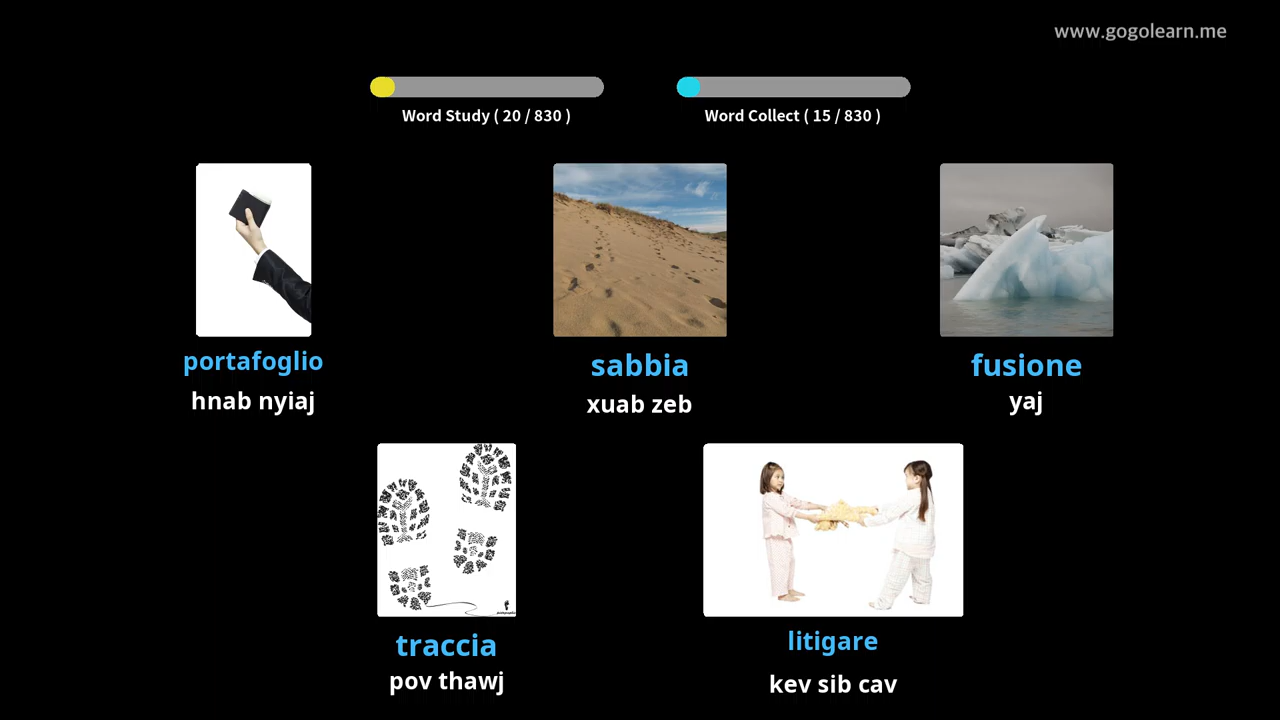 www.gogolearn.me
Word Study ( 20 / 830 )
Word Collect ( 15 / 830 )
portafoglio
hnab nyiaj
sabbia
xuab zeb
fusione
yaj
traccia
pov thawj
litigare
kev sib cav